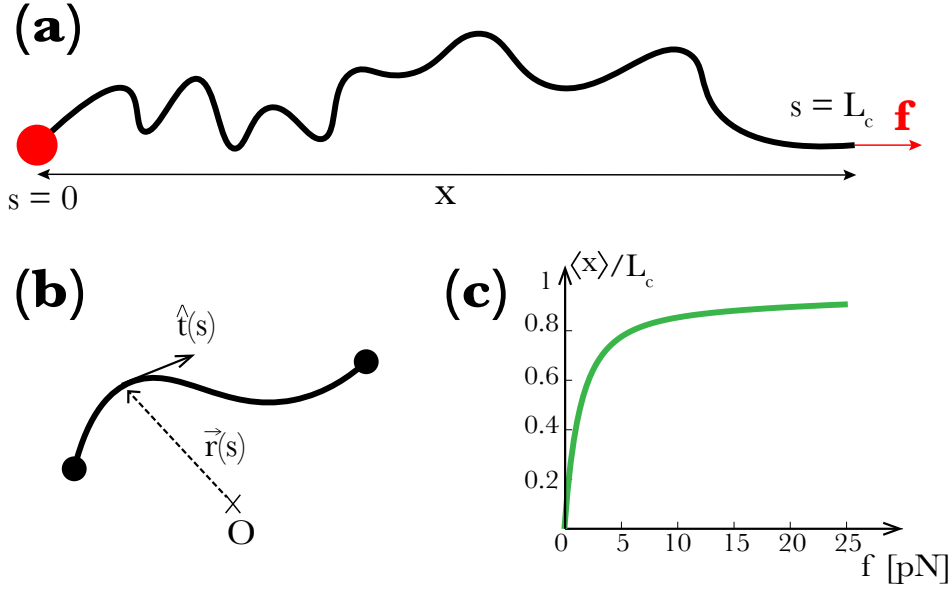 (a)
s = L_c
f
s = 0
x
(b)
t̂(s)
r⃗(s)
O
(c)
⟨x⟩/L_c
1
0.8
0.6
0.4
0.2
0 5 10 15 20 25
f [pN]